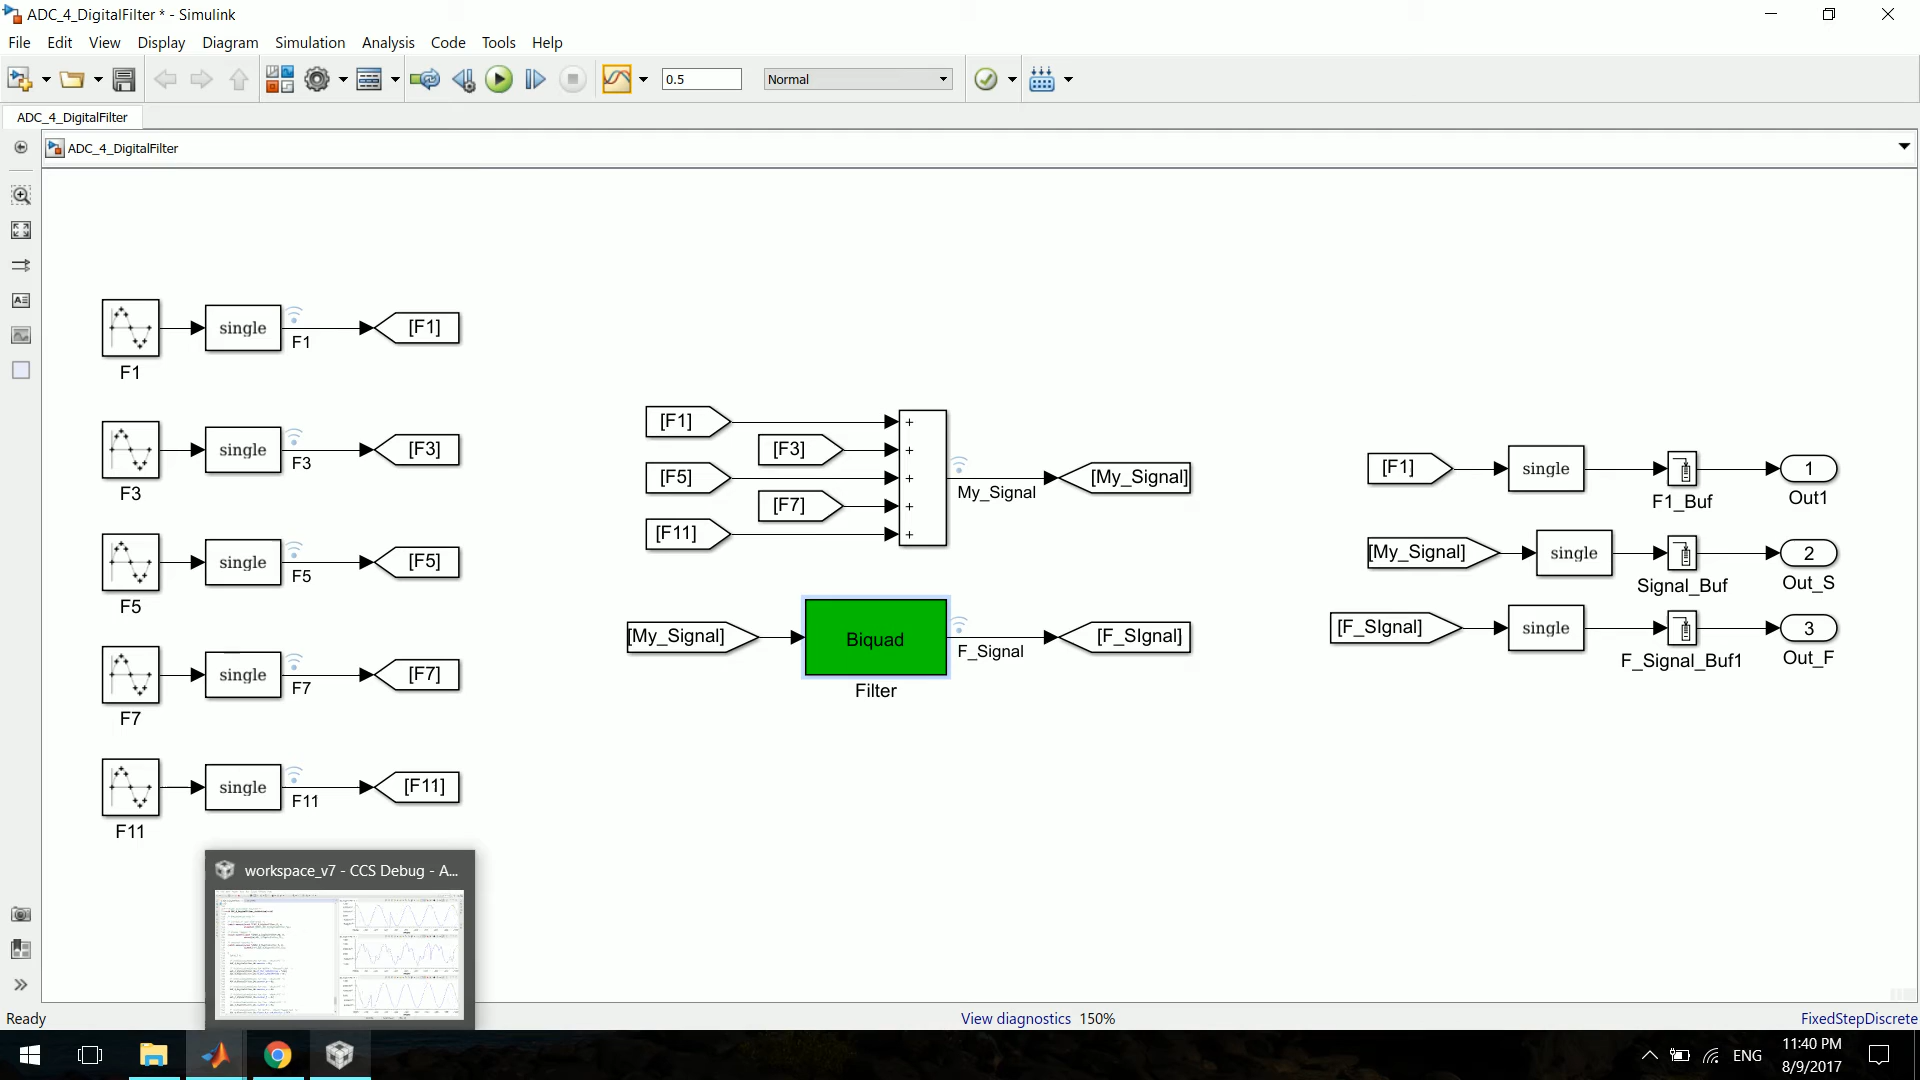 ADC_4_DigitalFilter * - Simulink
File Edit View Display Diagram Simulation Analysis Code Tools Help
0.5 Normal
ADC_4_DigitalFilter
ADC_4_DigitalFilter
single F1 [F1]
F1
single F3 [F3]
F3
single F5 [F5]
F5
single F7 [F7]
F7
single F11 [F11]
F11
[F1] +
[F3] +
[F5] + My_Signal [My_Signal]
[F7] +
[F11] +
[My_Signal] Biquad F_Signal [F_SIgnal]
Filter
[F1] single 1
F1_Buf Out1
[My_Signal] single 2
Signal_Buf Out_S
[F_SIgnal] single 3
F_Signal_Buf1 Out_F
workspace_v7 - CCS Debug - A...
Ready View diagnostics 150% FixedStepDiscrete
ENG 11:40 PM
8/9/2017